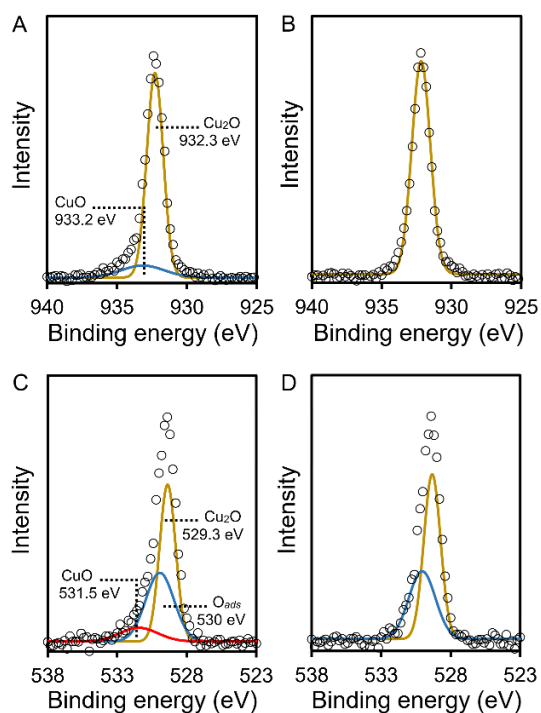 A
Intensity
Cu₂O
932.3 eV
CuO
933.2 eV
940 935 930 925
Binding energy (eV)
B
Intensity
940 935 930 925
Binding energy (eV)
C
Intensity
Cu₂O
529.3 eV
CuO
531.5 eV
Oads
530 eV
538 533 528 523
Binding energy (eV)
D
Intensity
538 533 528 523
Binding energy (eV)